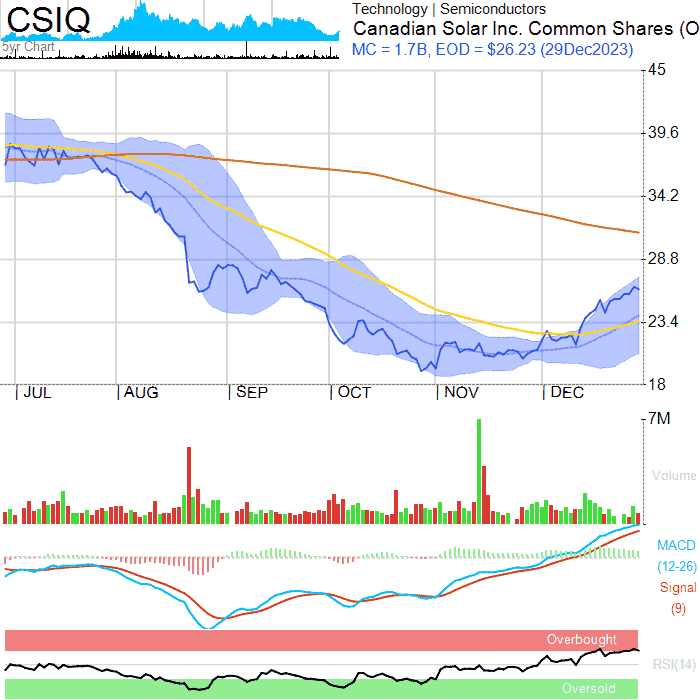 CSIQ
5yr Chart
Technology | Semiconductors
Canadian Solar Inc. Common Shares (O
MC = 1.7B, EOD = $26.23 (29Dec2023)
45
39.6
34.2
28.8
23.4
18
JUL AUG SEP OCT NOV DEC
7M
Volume
MACD
(12-26)
Signal
(9)
Overbought
RSI(14)
Oversold